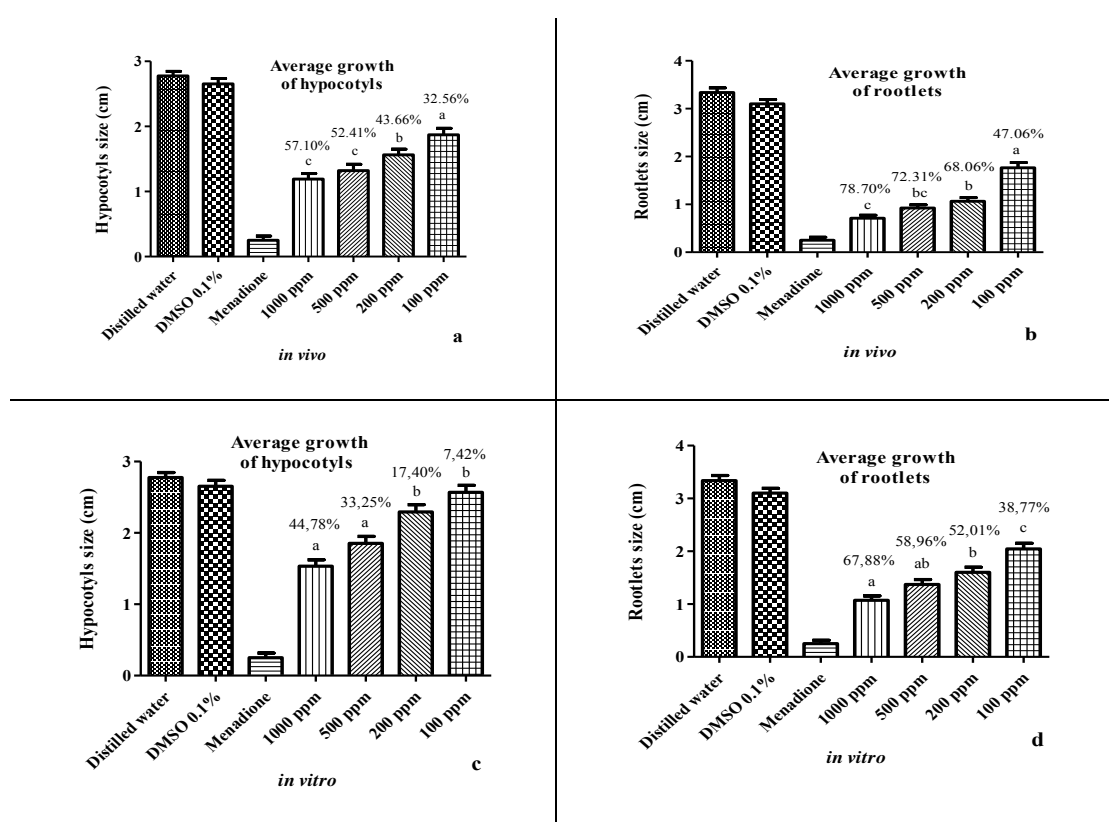 Average growth
of hypocotyls
Hypocotyls size (cm)
3
2
1
0
57.10%
c
52.41%
c
43.66%
b
32.56%
a
Distilled water
DMSO 0.1%
Menadione
1000 ppm
500 ppm
200 ppm
100 ppm
in vivo
a
Average growth
of rootlets
Rootlets size (cm)
4
3
2
1
0
78.70%
c
72.31%
bc
68.06%
b
47.06%
a
Distilled water
DMSO 0.1%
Menadione
1000 ppm
500 ppm
200 ppm
100 ppm
in vivo
b
Average growth
of hypocotyls
Hypocotyls size (cm)
3
2
1
0
44,78%
a
33,25%
a
17,40%
b
7,42%
b
Distilled water
DMSO 0.1%
Menadione
1000 ppm
500 ppm
200 ppm
100 ppm
in vitro
c
Average growth
of rootlets
Rootlets size (cm)
4
3
2
1
0
67,88%
a
58,96%
ab
52,01%
b
38,77%
c
Distilled water
DMSO 0.1%
Menadione
1000 ppm
500 ppm
200 ppm
100 ppm
in vitro
d